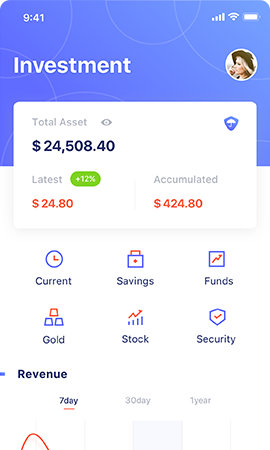 9:41
Investment
Total Asset
$ 24,508.40
Latest +12% Accumulated
$ 24.80 $ 424.80
Current Savings Funds
Gold Stock Security
Revenue
7day 30day 1year